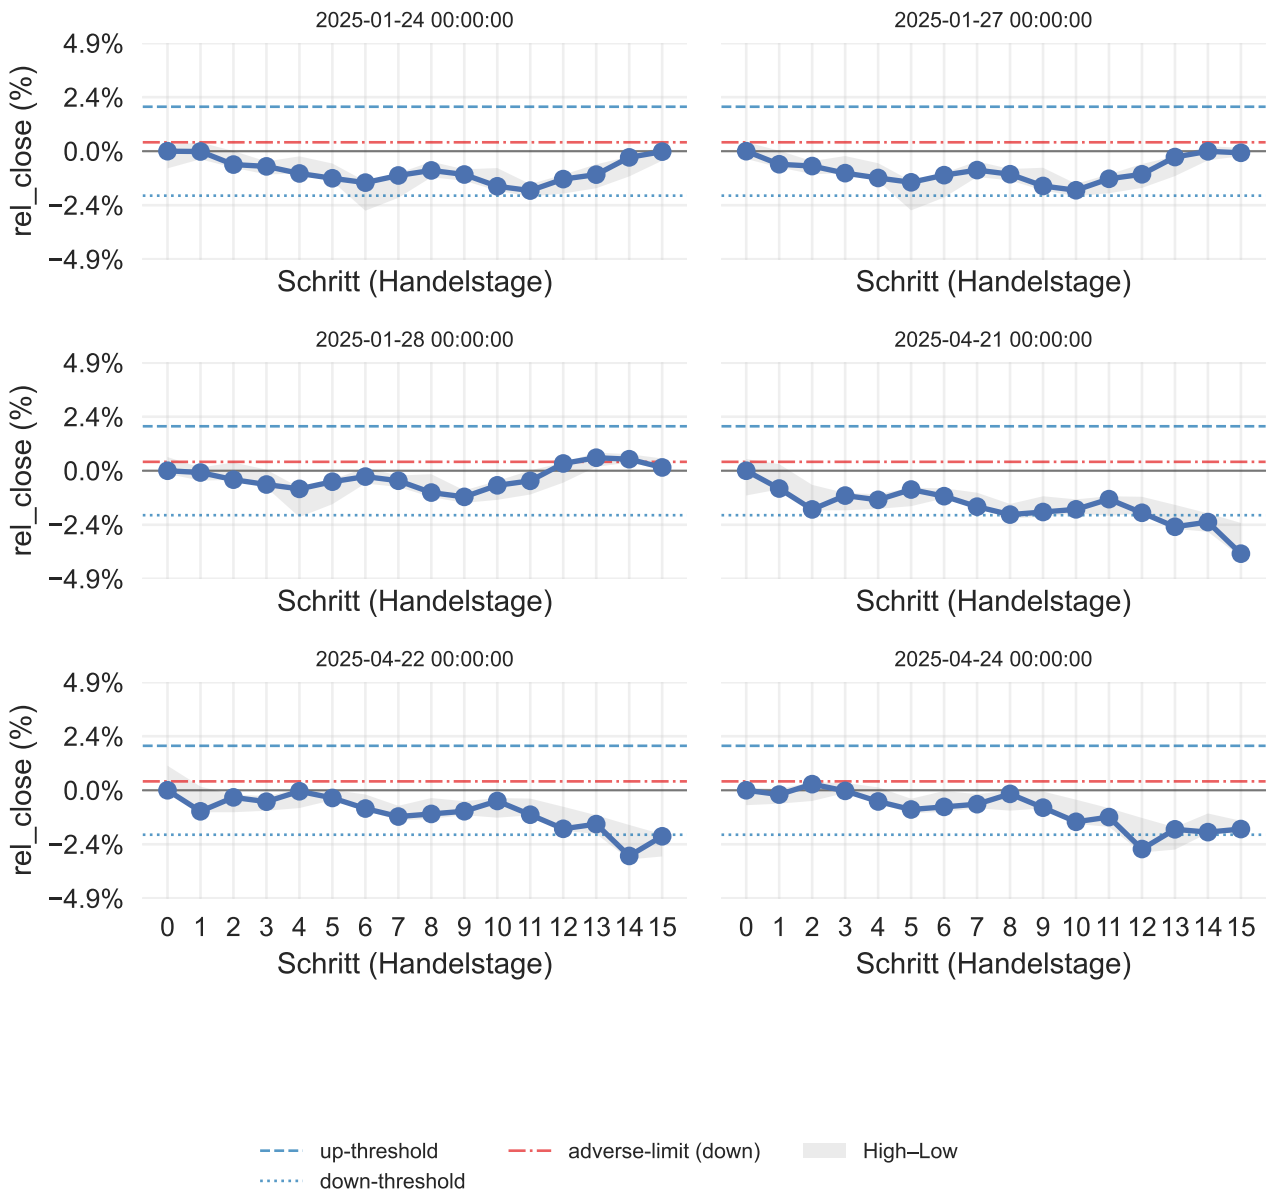 2025-01-24 00:00:00
2025-01-27 00:00:00
4.9%
2.4%
0.0%
−2.4%
−4.9%
rel_close (%)
Schritt (Handelstage)
Schritt (Handelstage)
2025-01-28 00:00:00
2025-04-21 00:00:00
4.9%
2.4%
0.0%
−2.4%
−4.9%
rel_close (%)
Schritt (Handelstage)
Schritt (Handelstage)
2025-04-22 00:00:00
2025-04-24 00:00:00
4.9%
2.4%
0.0%
−2.4%
−4.9%
rel_close (%)
0 1 2 3 4 5 6 7 8 9 10 11 12 13 14 15
0 1 2 3 4 5 6 7 8 9 10 11 12 13 14 15
Schritt (Handelstage)
Schritt (Handelstage)
up-threshold
down-threshold
adverse-limit (down)
High–Low